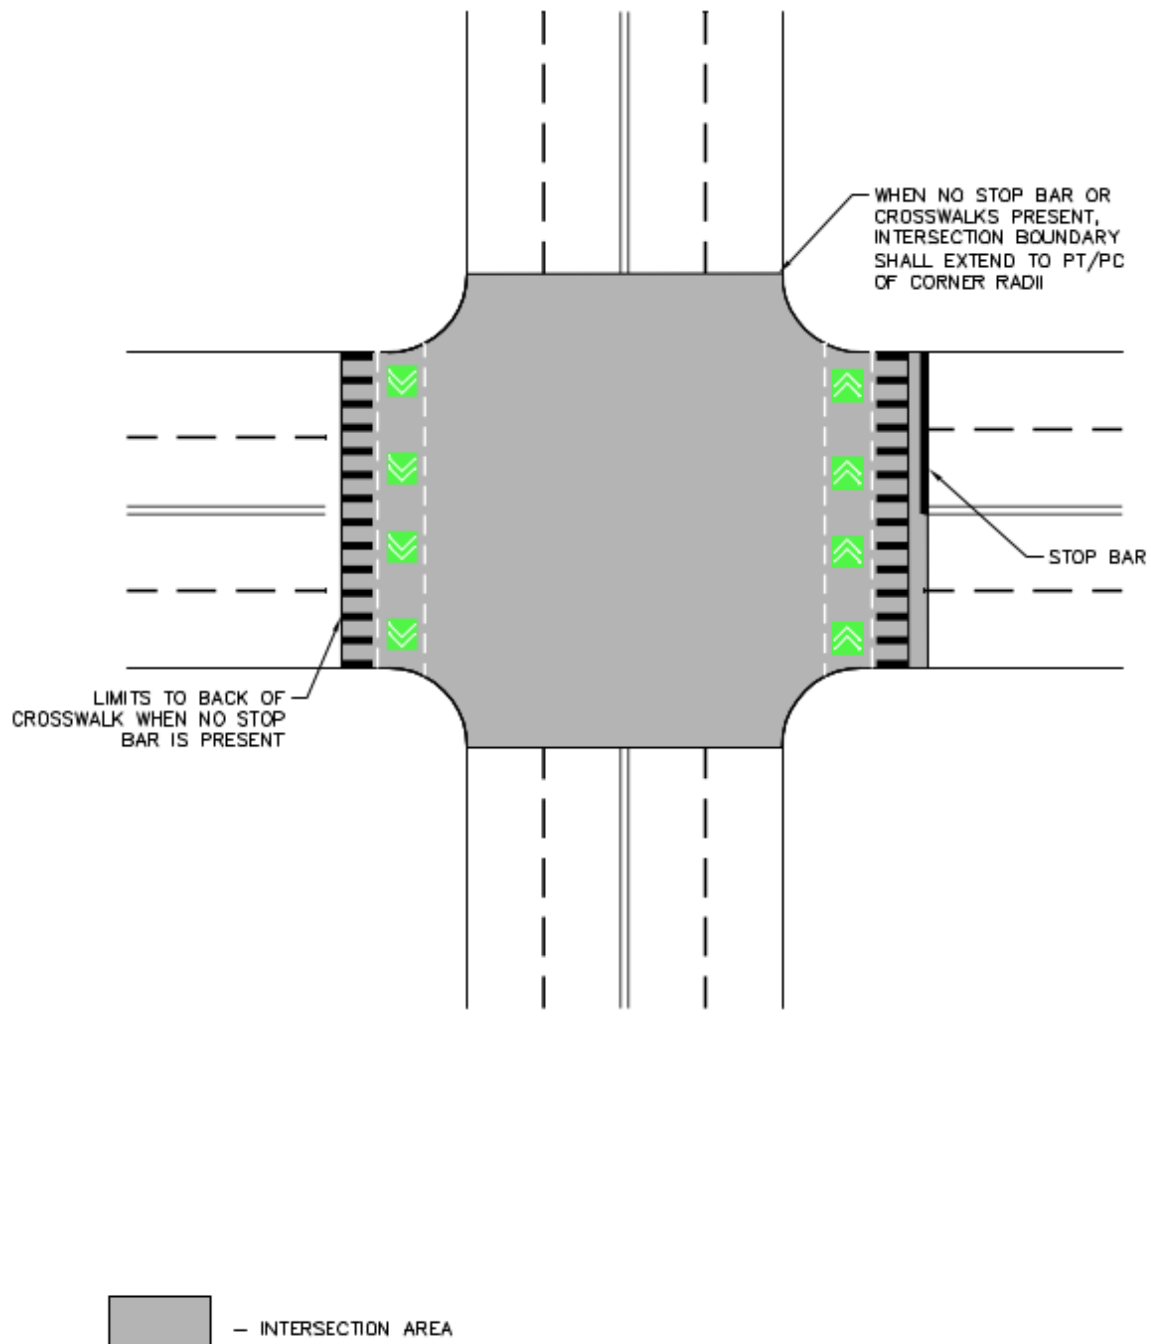 WHEN NO STOP BAR OR
CROSSWALKS PRESENT,
INTERSECTION BOUNDARY
SHALL EXTEND TO PT/PC
OF CORNER RADII
STOP BAR
LIMITS TO BACK OF
CROSSWALK WHEN NO STOP
BAR IS PRESENT
– INTERSECTION AREA